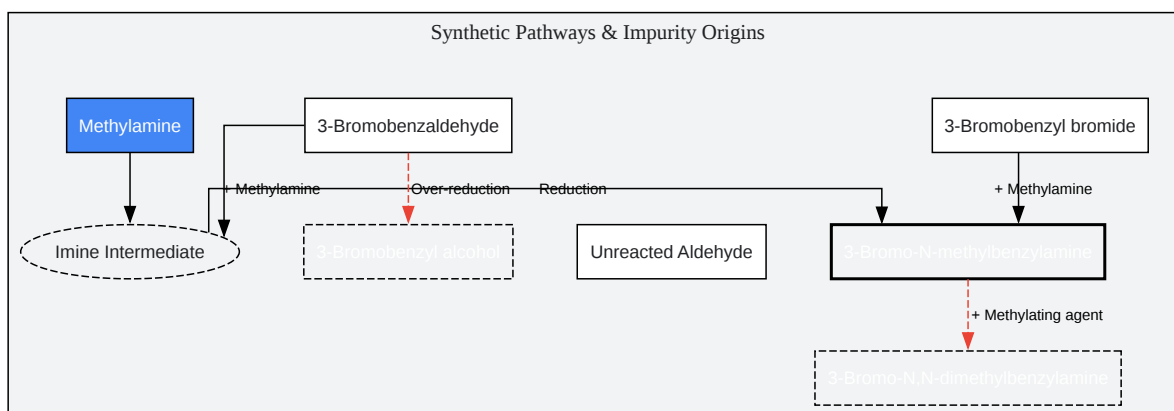 Synthetic Pathways & Impurity Origins
Methylamine
3-Bromobenzaldehyde
3-Bromobenzyl bromide
+ Methylamine
Over-reduction
Reduction
+ Methylamine
Imine Intermediate
3-Bromobenzyl alcohol
Unreacted Aldehyde
3-Bromo-N-methylbenzylamine
+ Methylating agent
3-Bromo-N,N-dimethylbenzylamine